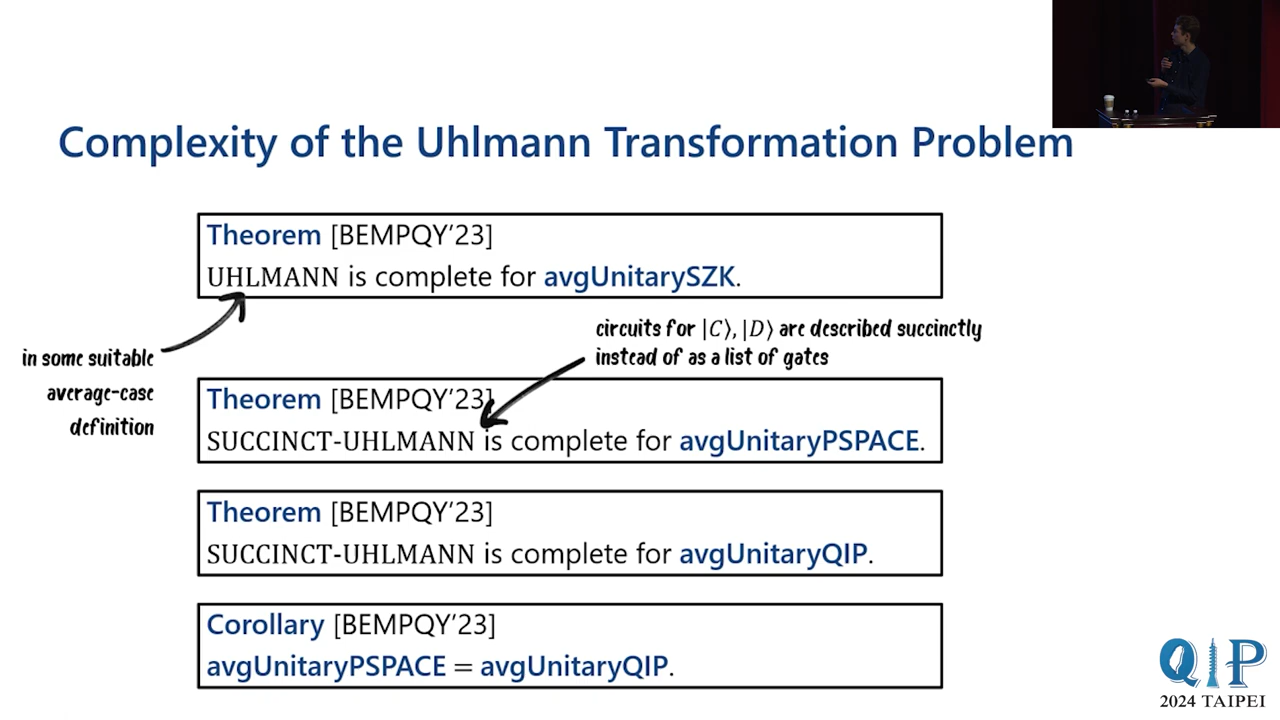 Complexity of the Uhlmann Transformation Problem
Theorem [BEMPQY'23]
UHLMANN is complete for avgUnitarySZK.
in some suitable
average-case
definition
circuits for |C⟩, |D⟩ are described succinctly
instead of as a list of gates
Theorem [BEMPQY'23]
SUCCINCT-UHLMANN is complete for avgUnitaryPSPACE.
Theorem [BEMPQY'23]
SUCCINCT-UHLMANN is complete for avgUnitaryQIP.
Corollary [BEMPQY'23]
avgUnitaryPSPACE = avgUnitaryQIP.
QIP
2024 TAIPEI